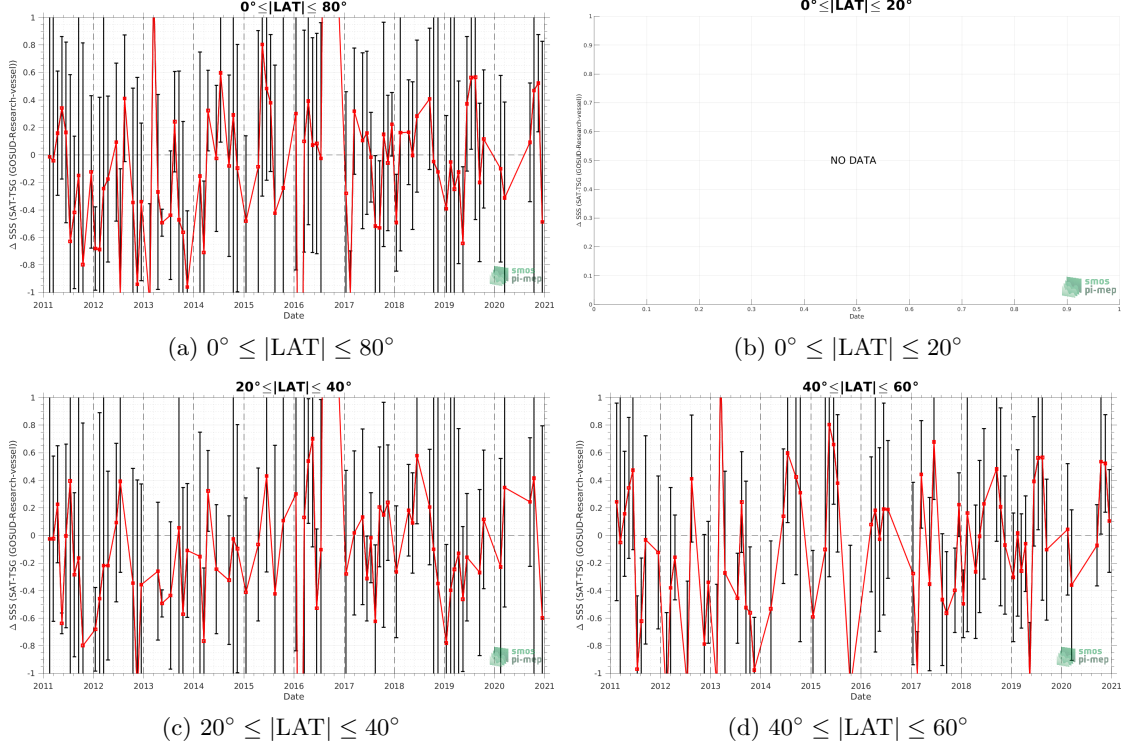 0°≤|LAT|≤ 80°
Δ SSS (SAT-TSG (GOSUD-Research-vessel))
1
0.8
0.6
0.4
0.2
0
-0.2
-0.4
-0.6
-0.8
-1
2011 2012 2013 2014 2015 2016 2017 2018 2019 2020 2021
Date
smos
pi-mep
(a) 0° ≤ |LAT| ≤ 80°
0°≤|LAT|≤ 20°
Δ SSS (SAT-TSG (GOSUD-Research-vessel))
1
0.9
0.8
0.7
0.6
0.5
0.4
0.3
0.2
0.1
0
NO DATA
0 0.1 0.2 0.3 0.4 0.5 0.6 0.7 0.8 0.9 1
Date
smos
pi-mep
(b) 0° ≤ |LAT| ≤ 20°
20°≤|LAT|≤ 40°
Δ SSS (SAT-TSG (GOSUD-Research-vessel))
1
0.8
0.6
0.4
0.2
0
-0.2
-0.4
-0.6
-0.8
-1
2011 2012 2013 2014 2015 2016 2017 2018 2019 2020 2021
Date
smos
pi-mep
(c) 20° ≤ |LAT| ≤ 40°
40°≤|LAT|≤ 60°
Δ SSS (SAT-TSG (GOSUD-Research-vessel))
1
0.8
0.6
0.4
0.2
0
-0.2
-0.4
-0.6
-0.8
-1
2011 2012 2013 2014 2015 2016 2017 2018 2019 2020 2021
Date
smos
pi-mep
(d) 40° ≤ |LAT| ≤ 60°